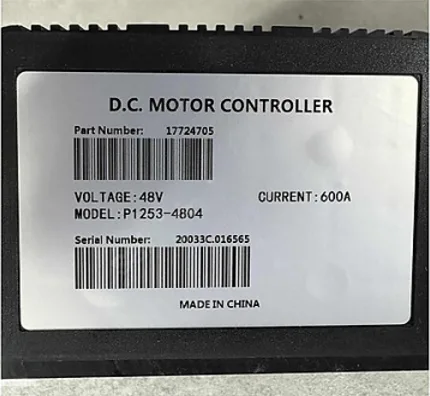 D.C. MOTOR CONTROLLER
Part Number: 17724705
VOLTAGE:48V CURRENT:600A
MODEL:P1253-4804
Serial Number: 20033C.016565
MADE IN CHINA